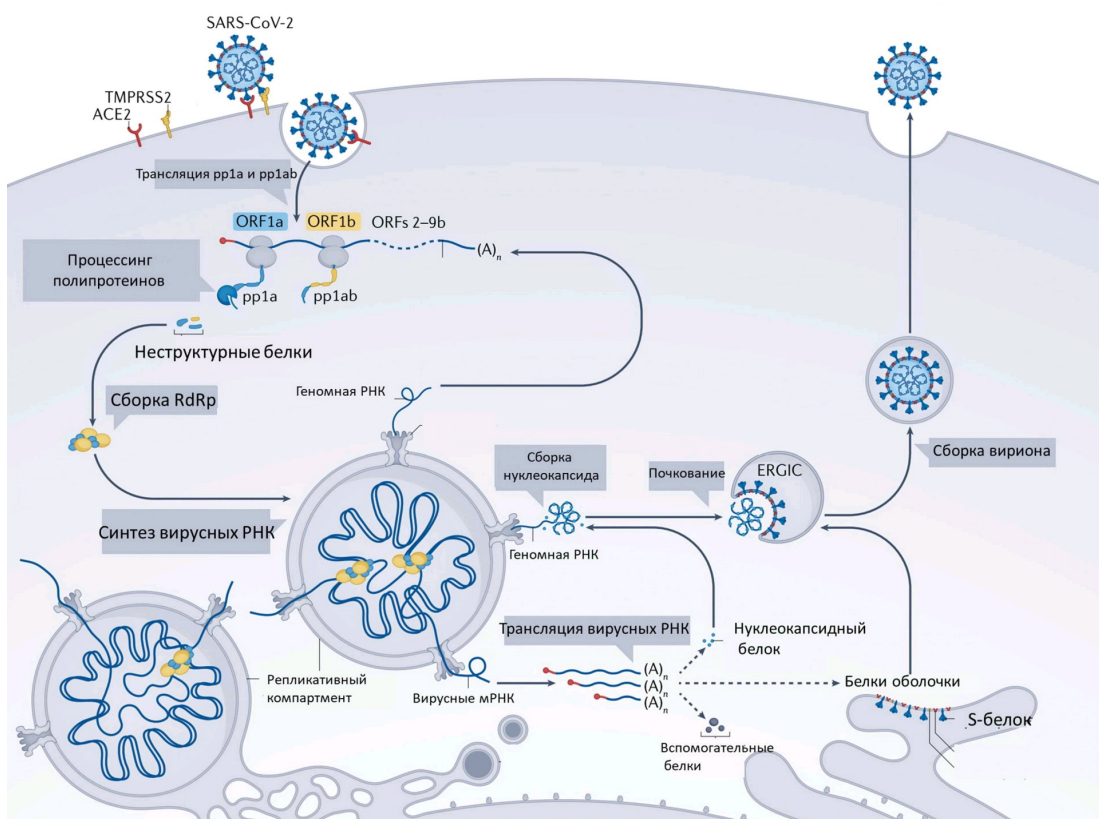 SARS-CoV-2
TMPRSS2
ACE2
Трансляция pp1a и pp1ab
ORF1a
ORF1b
ORFs 2–9b
(A)n
Процессинг
полипротеинов
pp1a
pp1ab
Неструктурные белки
Геномная РНК
Сборка RdRp
Сборка
нуклеокапсида
Почкование
ERGIC
Сборка вириона
Синтез вирусных РНК
Геномная РНК
Трансляция вирусных РНК
Нуклеокапсидный
белок
(A)n
(A)n
(A)n
Репликативный
компартмент
Вирусные мРНК
Белки оболочки
S-белок
Вспомогательные
белки